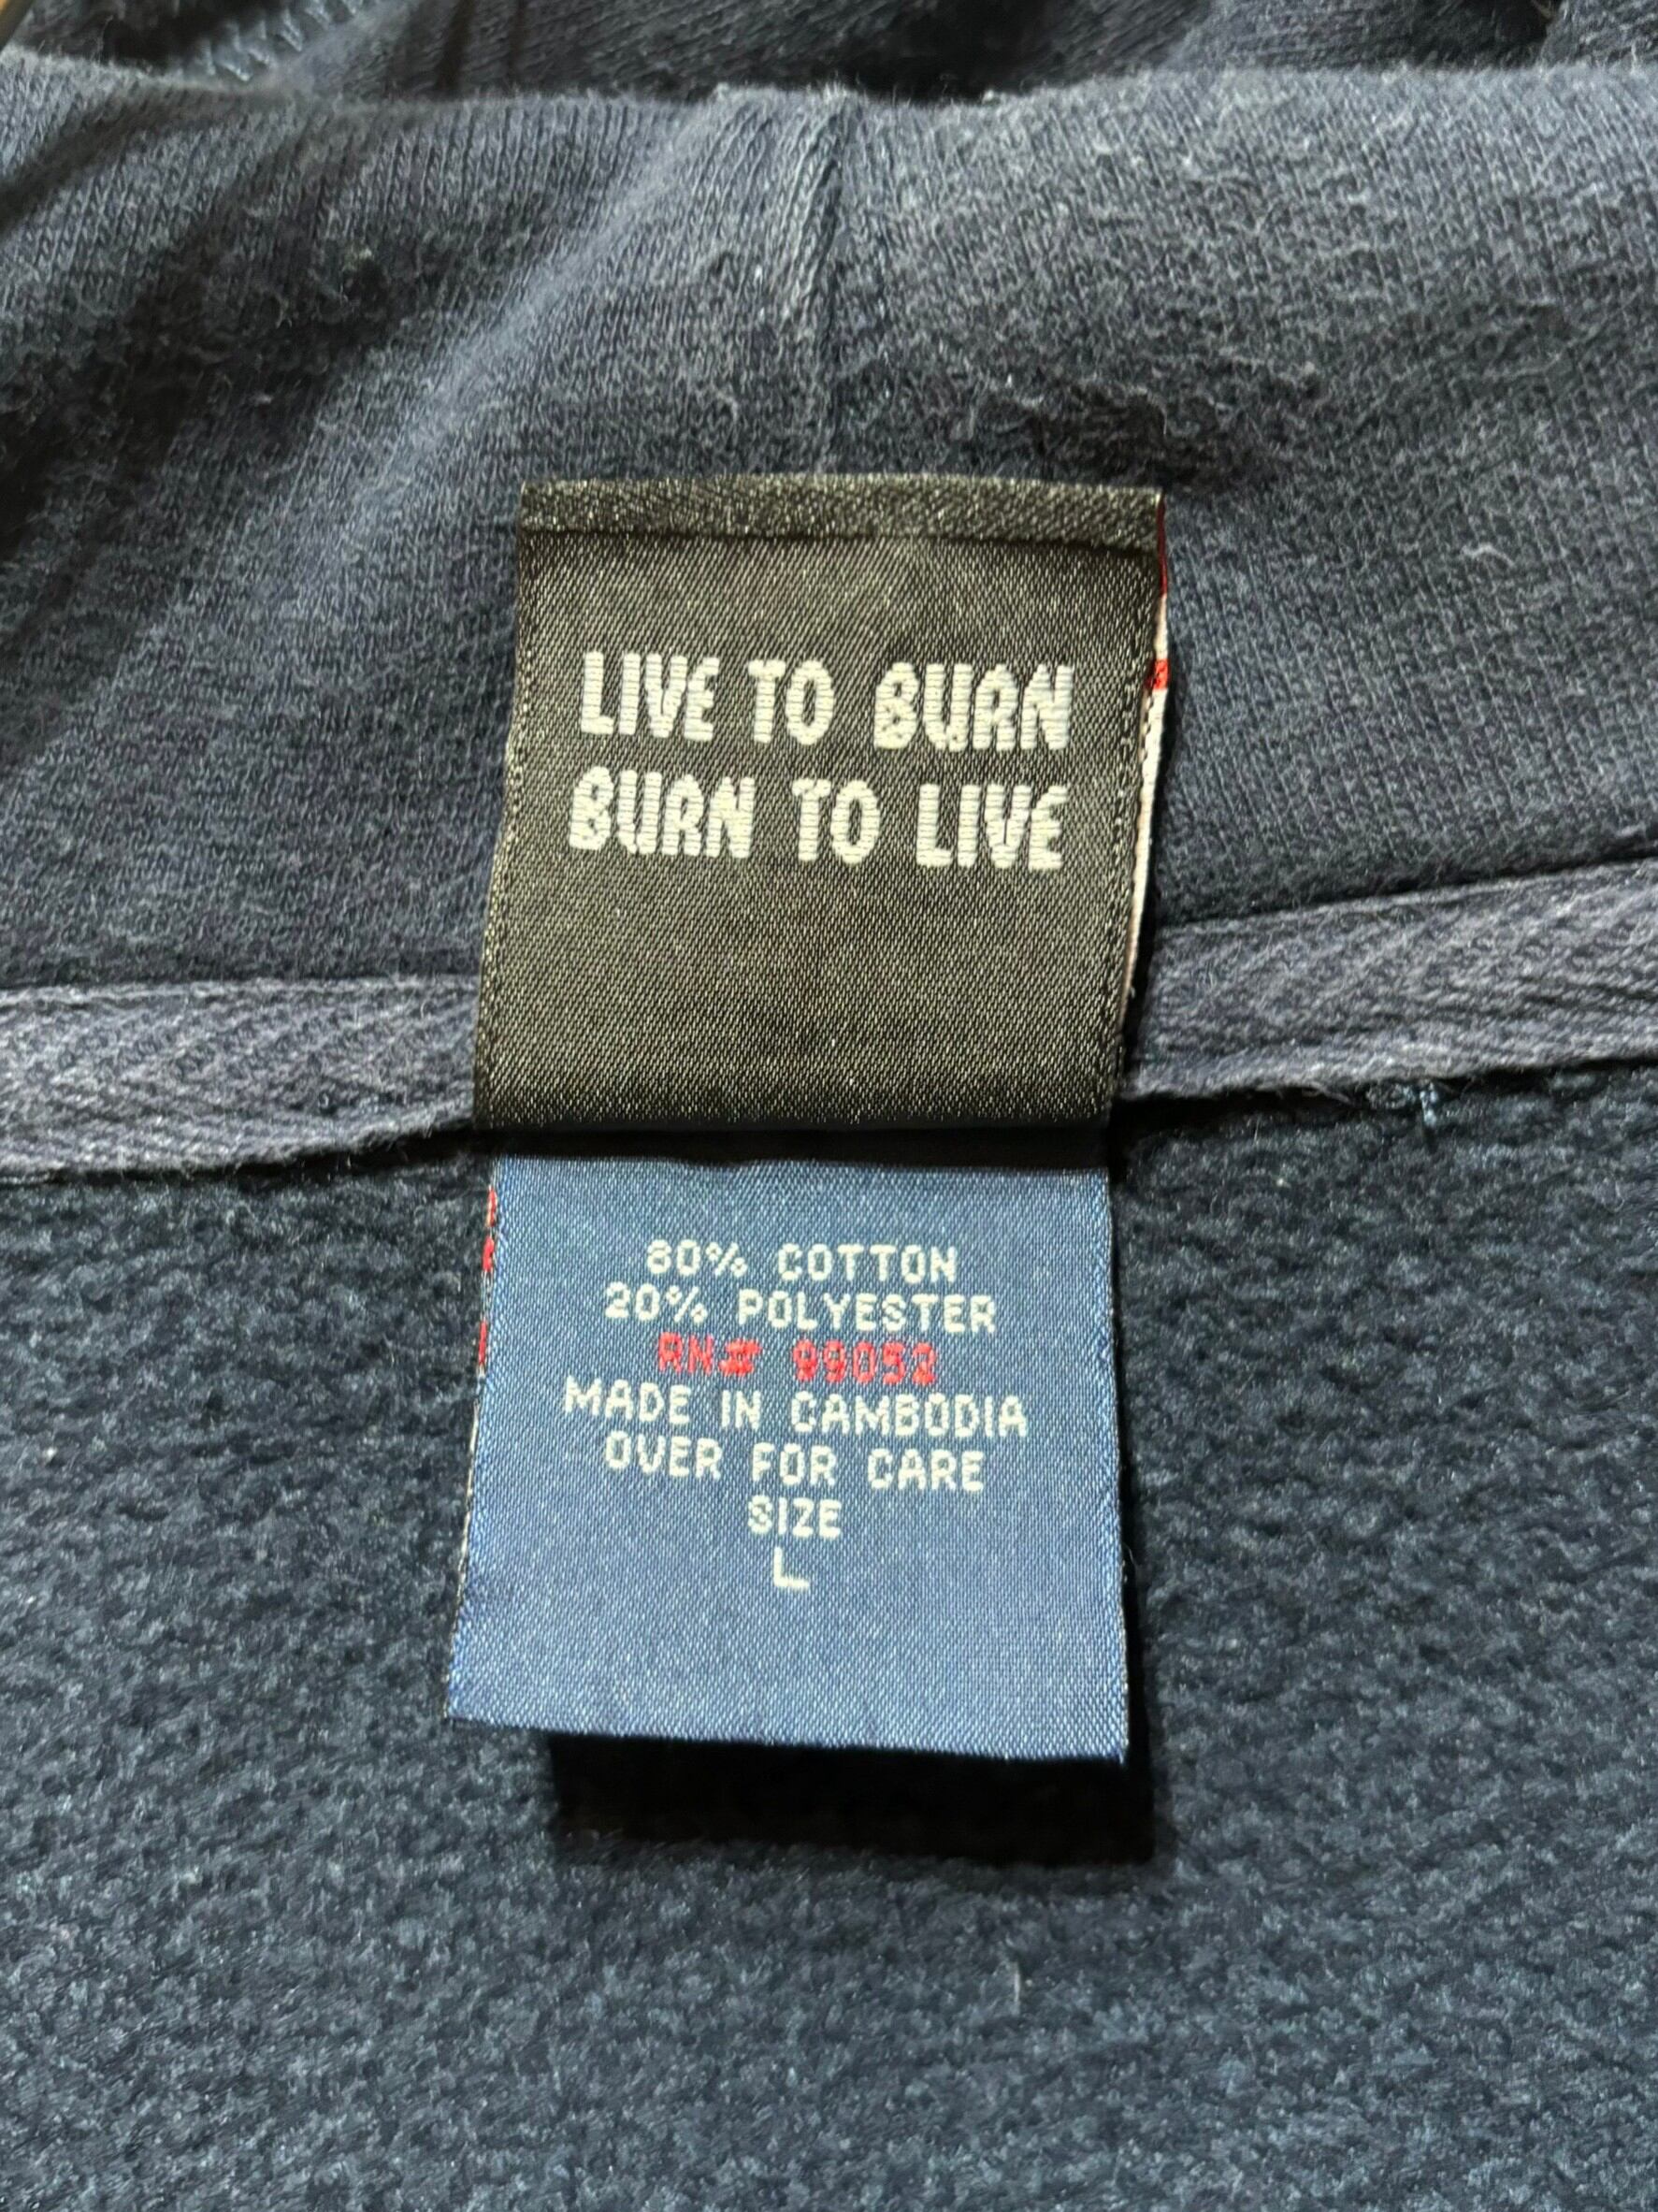 LIVE TO BURN
BURN TO LIVE
80% COTTON
20% POLYESTER
RN# 99052
MADE IN CAMBODIA
OVER FOR CARE
SIZE
L